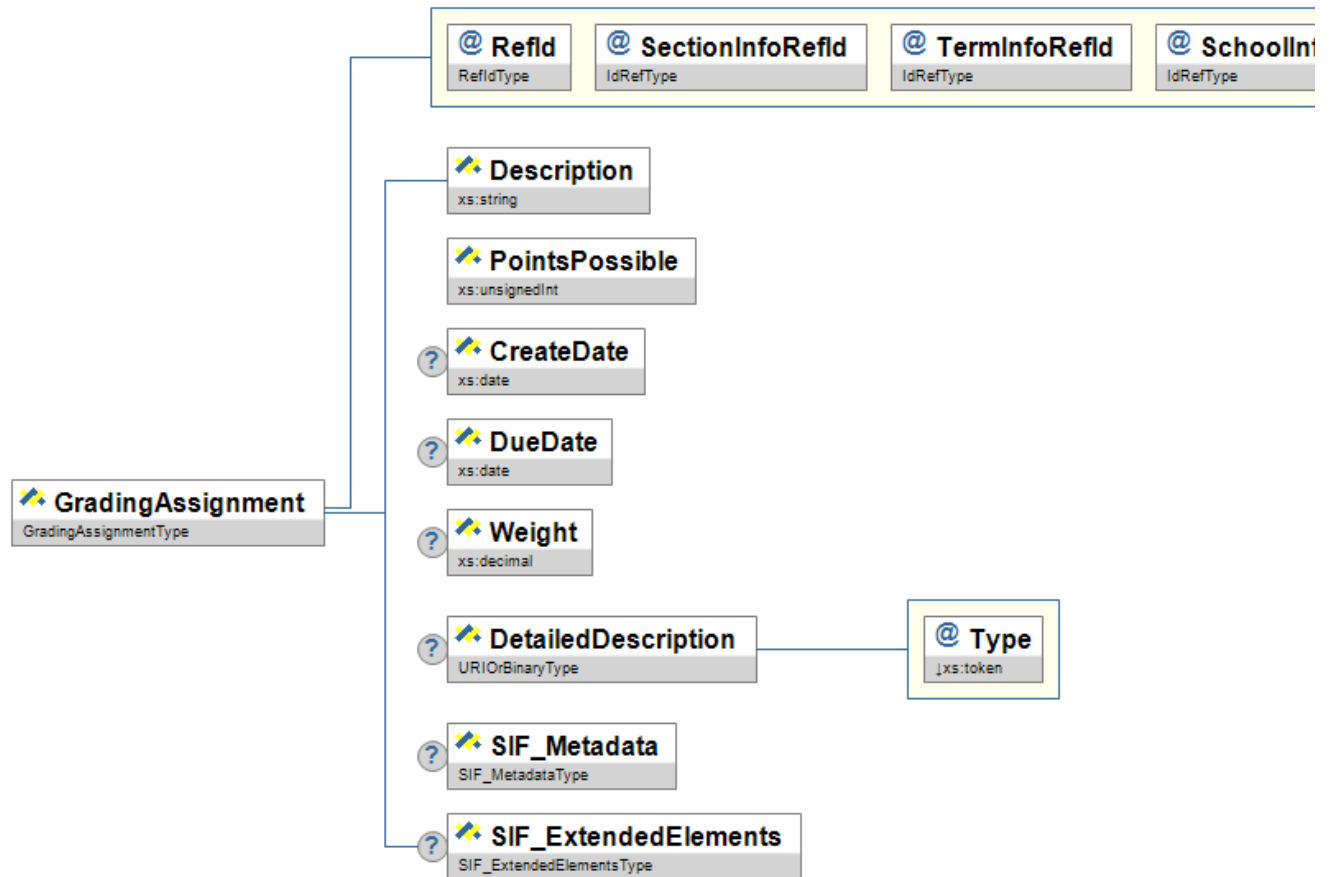 @ RefId @ SectionInfoRefId @ TermInfoRefId @ SchoolInf
RefIdType IdRefType IdRefType IdRefType
Description
xs:string
PointsPossible
xs:unsignedInt
? CreateDate
xs:date
? DueDate
xs:date
GradingAssignment
GradingAssignmentType
? Weight
xs:decimal
? DetailedDescription @ Type
URIOrBinaryType ↓xs:token
? SIF_Metadata
SIF_MetadataType
? SIF_ExtendedElements
SIF_ExtendedElementsType